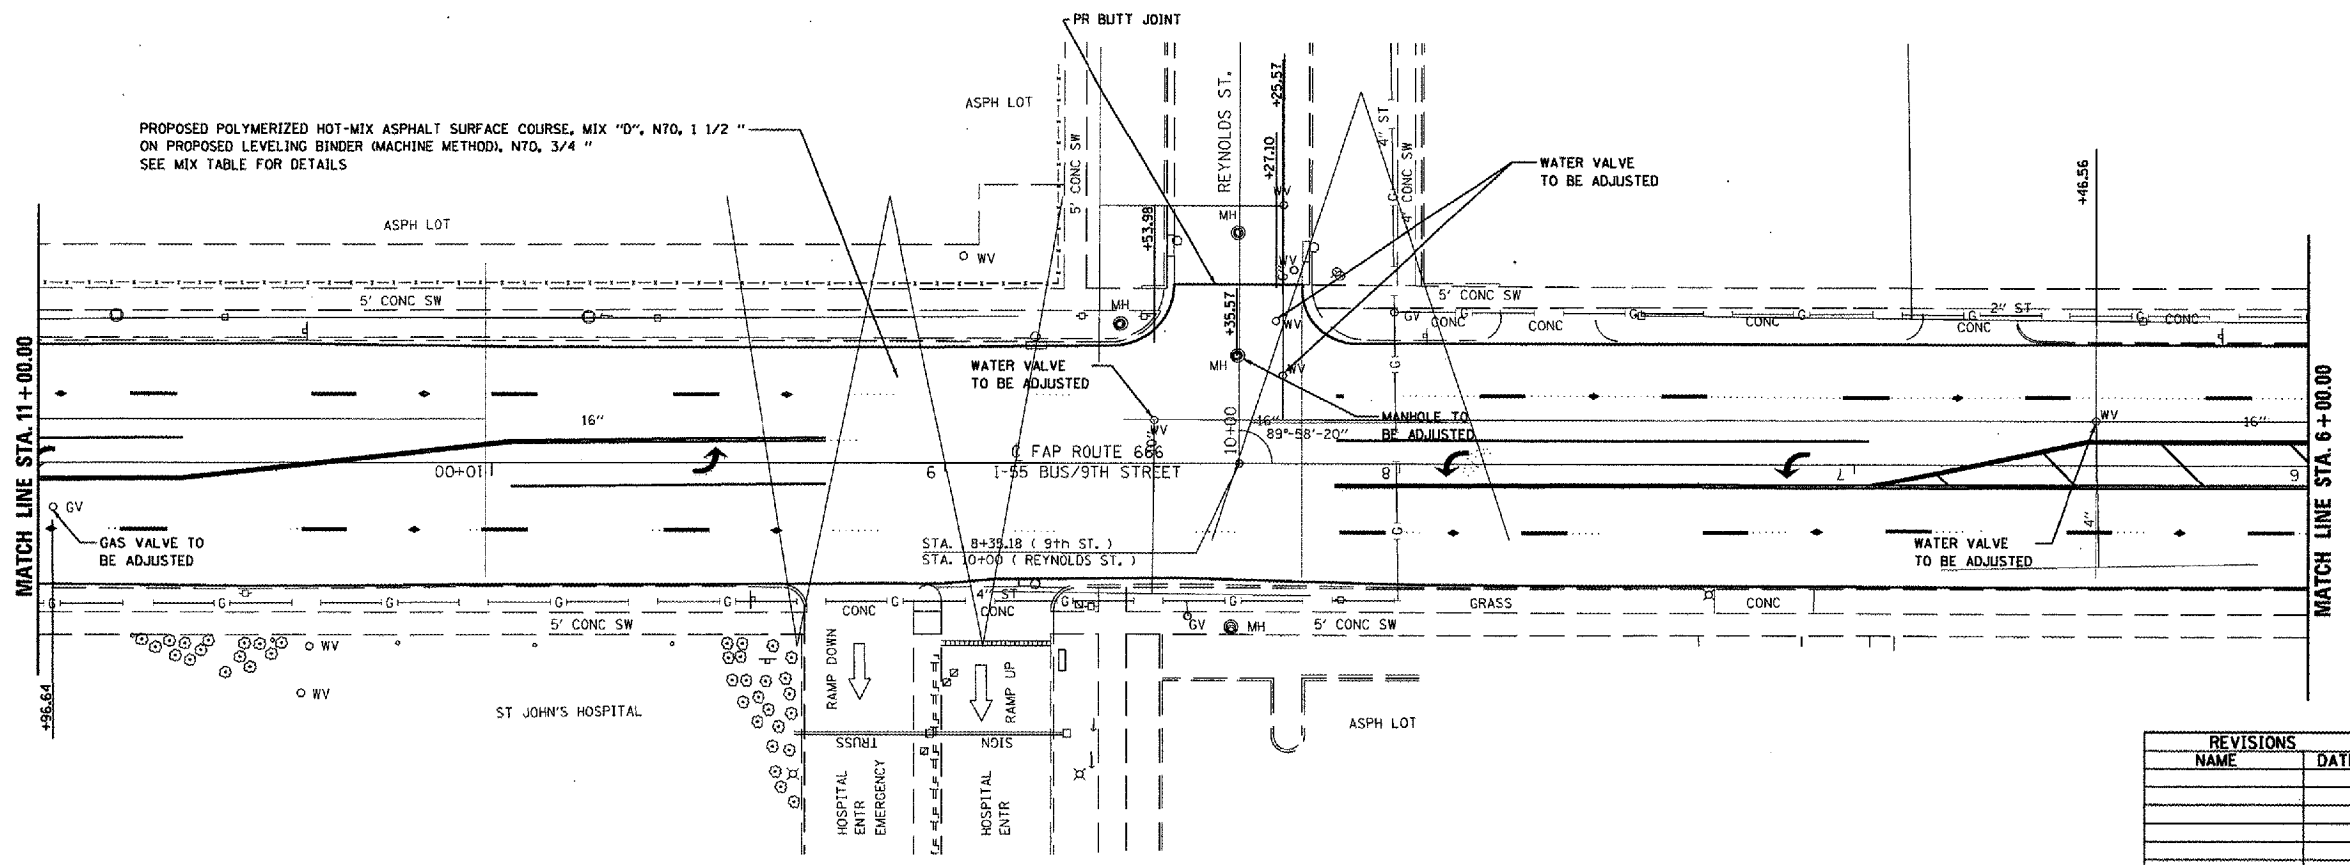 PR BUTT JOINT
PROPOSED POLYMERIZED HOT-MIX ASPHALT SURFACE COURSE, MIX "D", N70, 1 1/2 "
ON PROPOSED LEVELING BINDER (MACHINE METHOD), N70, 3/4 "
SEE MIX TABLE FOR DETAILS
ASPH LOT
REYNOLDS ST.
+25.57
+27.10
5' CONC SW
4" ST
4' CONC SW
WATER VALVE
TO BE ADJUSTED
+46.56
ASPH LOT
WV
MH
+53.98
WV
WV
5' CONC SW
MH
+35.57
WV
5' CONC SW
GV
G
CONC
G
CONC
G
CONC
G
2" ST
CONC
G
CONC
MATCH LINE STA. 11+00.00
WATER VALVE
TO BE ADJUSTED
MH
WV
G
MATCH LINE STA. 6+00.00
16"
WV
16"
10+00
89°-58'-20"
MANHOLE TO
BE ADJUSTED
WV
16"
℄ FAP ROUTE 666
I-55 BUS/9TH STREET
10+00
9
8
7
6
GV
GAS VALVE TO
BE ADJUSTED
STA. 8+35.18 ( 9th ST. )
STA. 10+00 ( REYNOLDS ST. )
G
4"
WATER VALVE
TO BE ADJUSTED
G
G
G
G
G
CONC
G
4" ST
CONC
G
G
GRASS
CONC
5' CONC SW
GV
MH
5' CONC SW
WV
WV
+96.64
ST JOHN'S HOSPITAL
RAMP DOWN
RAMP UP
ASPH LOT
TRUSS
SIGN
HOSPITAL
ENTR
EMERGENCY
HOSPITAL
ENTR
REVISIONS
NAME